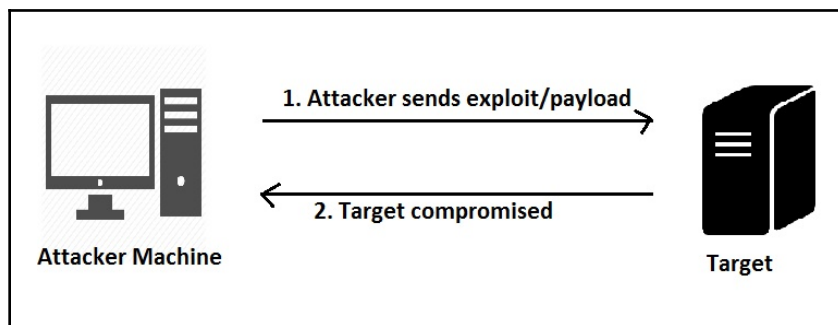 1. Attacker sends exploit/payload
2. Target compromised
Attacker Machine
Target